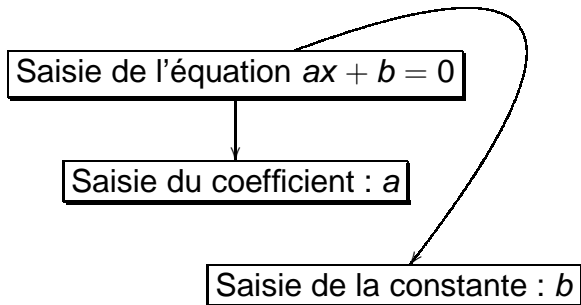 Saisie de l'équation ax + b = 0
Saisie du coefficient : a
Saisie de la constante : b